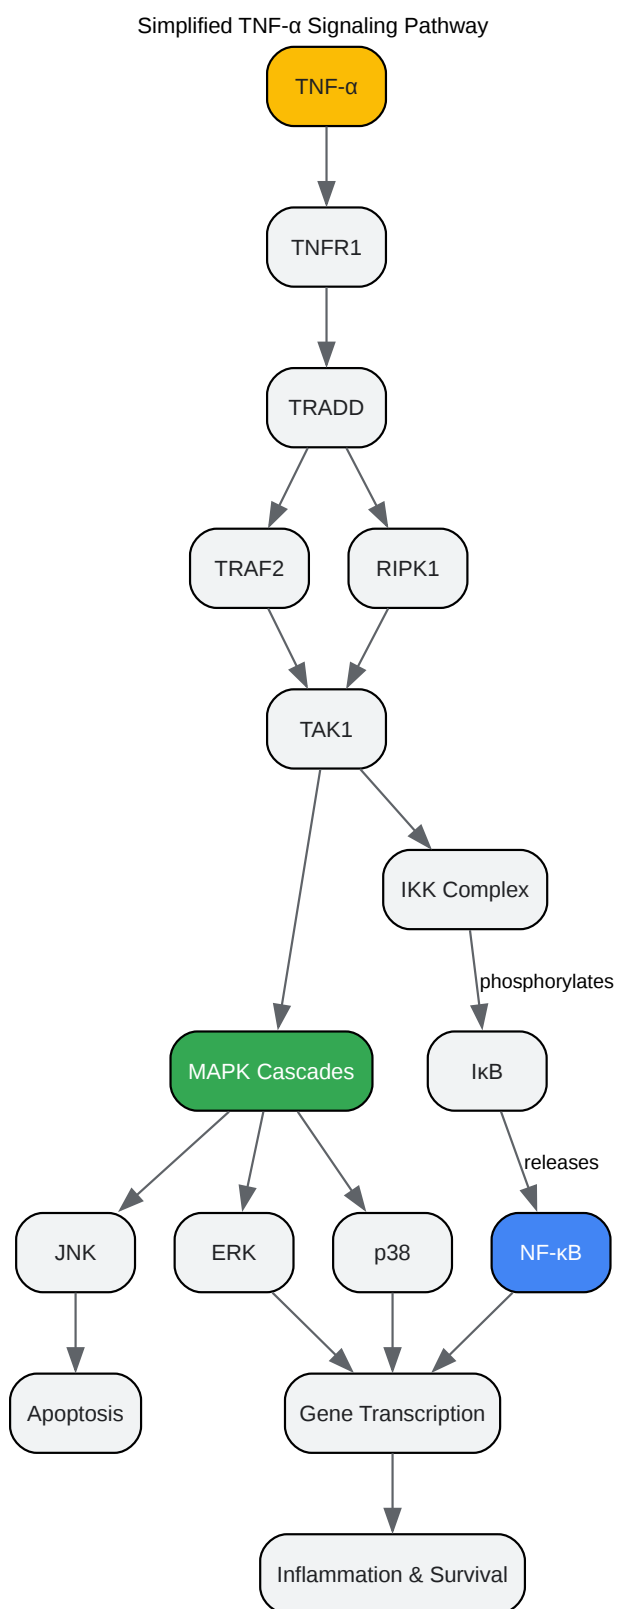 Simplified TNF-α Signaling Pathway
TNF-α
TNFR1
TRADD
TRAF2
RIPK1
TAK1
IKK Complex
phosphorylates
MAPK Cascades
IκB
releases
JNK
ERK
p38
NF-κB
Apoptosis
Gene Transcription
Inflammation & Survival